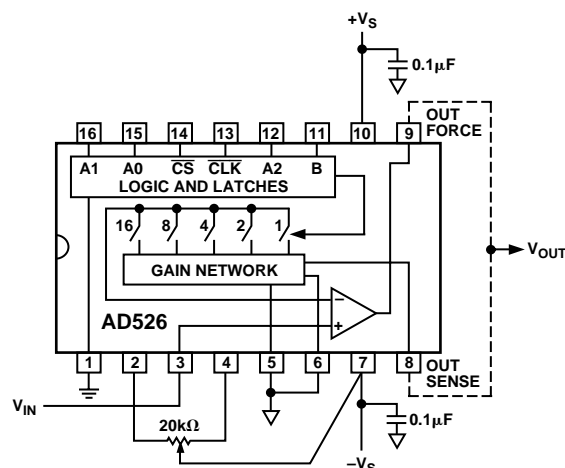 +VS
0.1µF
OUT
FORCE
16 15 14 13 12 11 10 9
A1 A0 CS CLK A2 B
LOGIC AND LATCHES
16 8 4 2 1
GAIN NETWORK
VOUT
−
+
AD526
1 2 3 4 5 6 7 8
OUT
SENSE
VIN
20kΩ
0.1µF
−VS